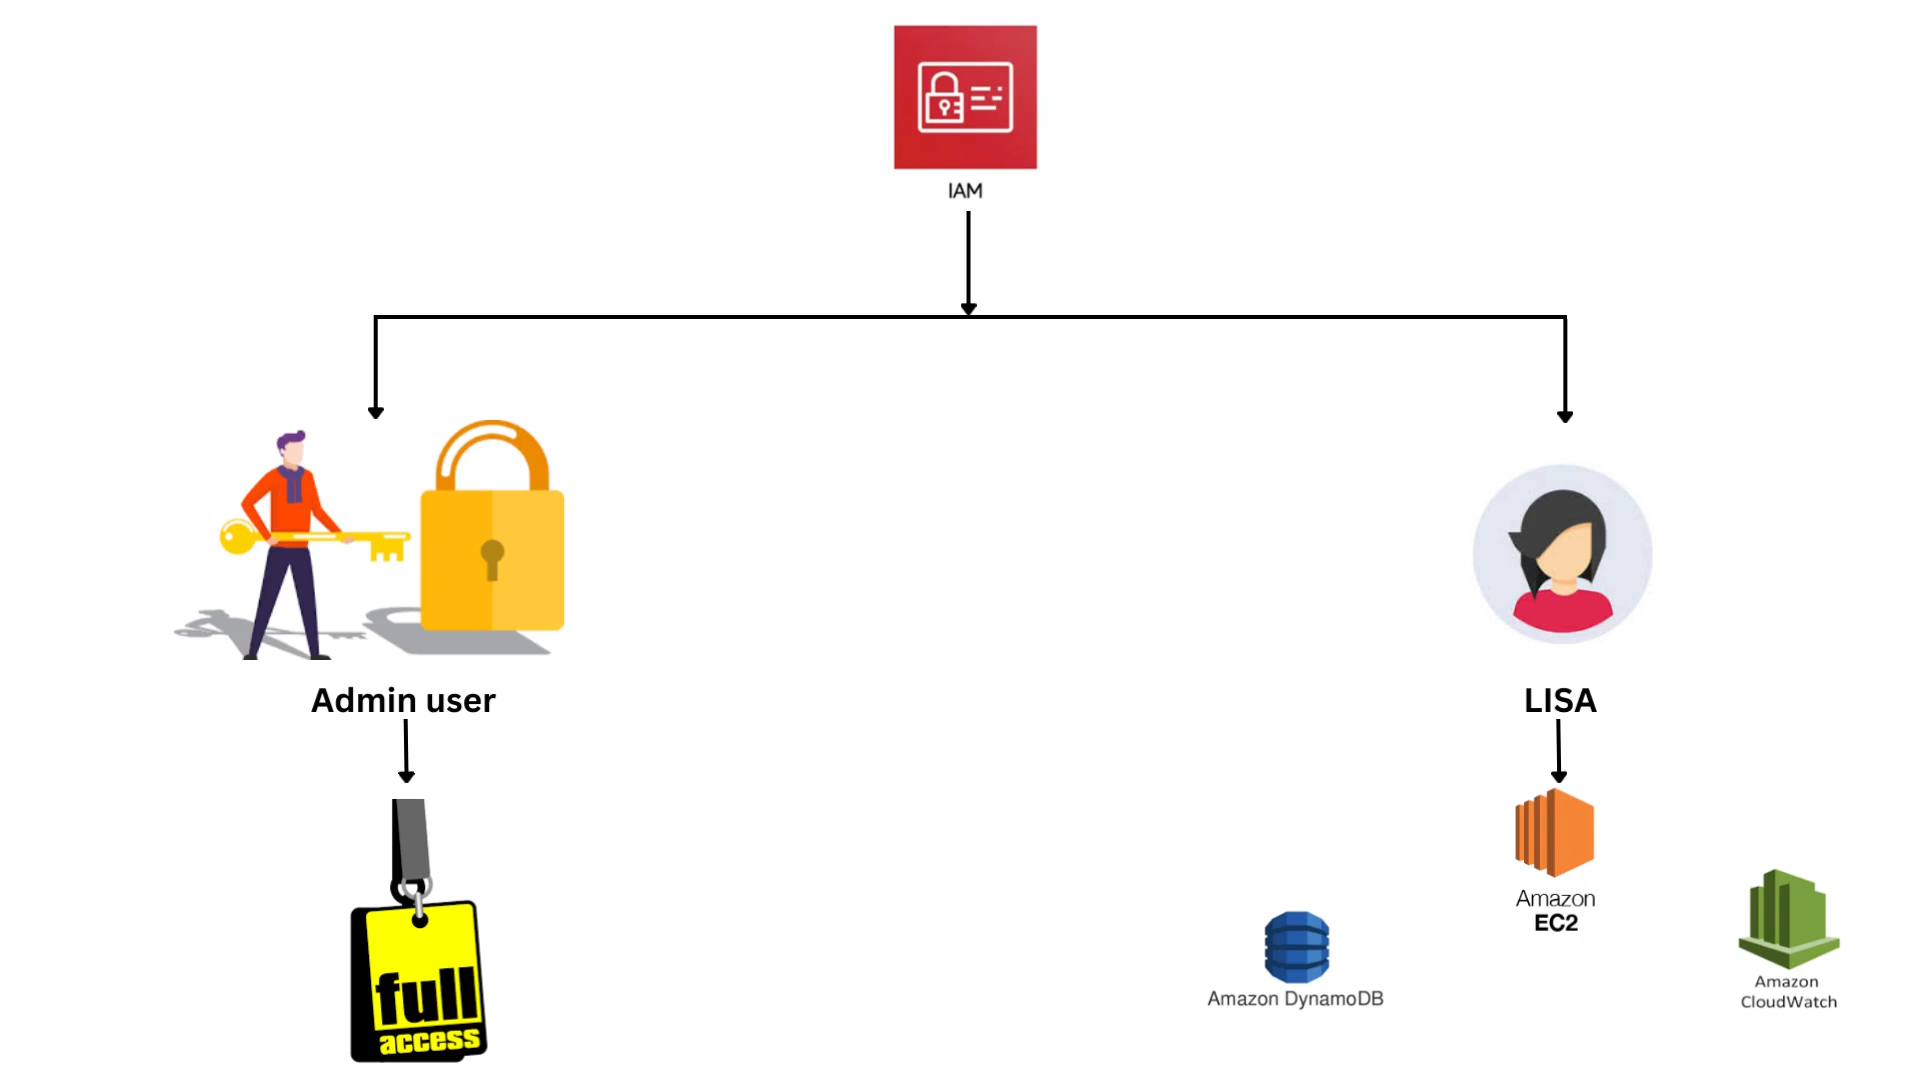 IAM
Admin user
LISA
full
access
Amazon
EC2
Amazon DynamoDB
Amazon
CloudWatch